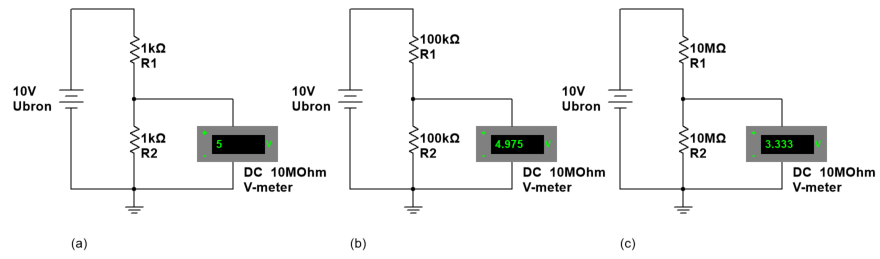 1kΩ
R1
10V
Ubron
1kΩ
R2
+
5 V
-
DC 10MOhm
V-meter
(a)
100kΩ
R1
10V
Ubron
100kΩ
R2
+
4.975 V
-
DC 10MOhm
V-meter
(b)
10MΩ
R1
10V
Ubron
10MΩ
R2
+
3.333 V
-
DC 10MOhm
V-meter
(c)